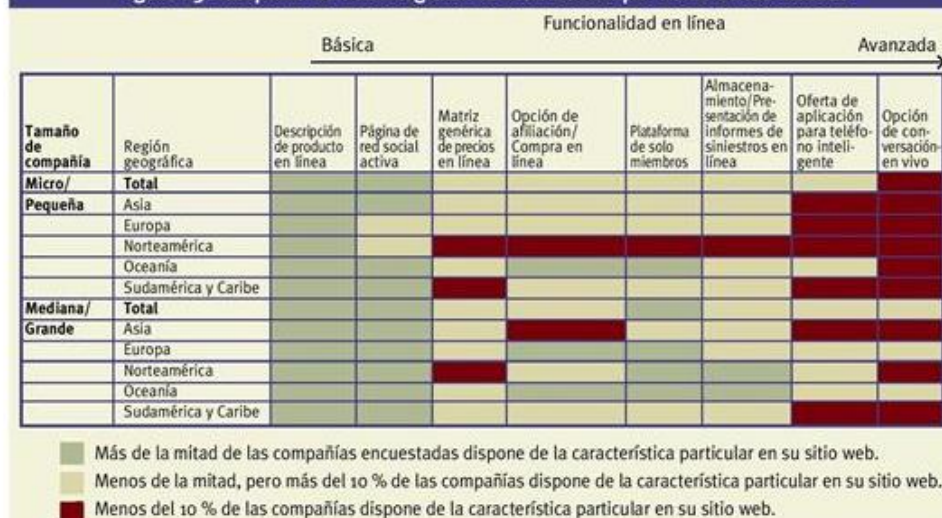 Funcionalidad en línea
Básica
Avanzada
Tamaño
de
compañía
Región
geográfica
Descripción
de producto
en línea
Página de
red social
activa
Matriz
genérica
de precios
en línea
Opción de
afiliación/
Compra en
línea
Plataforma
de solo
miembros
Almacena-
miento/Pre-
sentación de
informes de
siniestros en
línea
Oferta de
aplicación
para teléfo-
no inteli-
gente
Opción
de con-
versación
en vivo
Micro/
Total
Pequeña
Asia
Europa
Norteamérica
Oceanía
Sudamérica y Caribe
Mediana/
Total
Grande
Asia
Europa
Norteamérica
Oceanía
Sudamérica y Caribe
Más de la mitad de las compañías encuestadas dispone de la característica particular en su sitio web.
Menos de la mitad, pero más del 10 % de las compañías dispone de la característica particular en su sitio web.
Menos del 10 % de las compañías dispone de la característica particular en su sitio web.